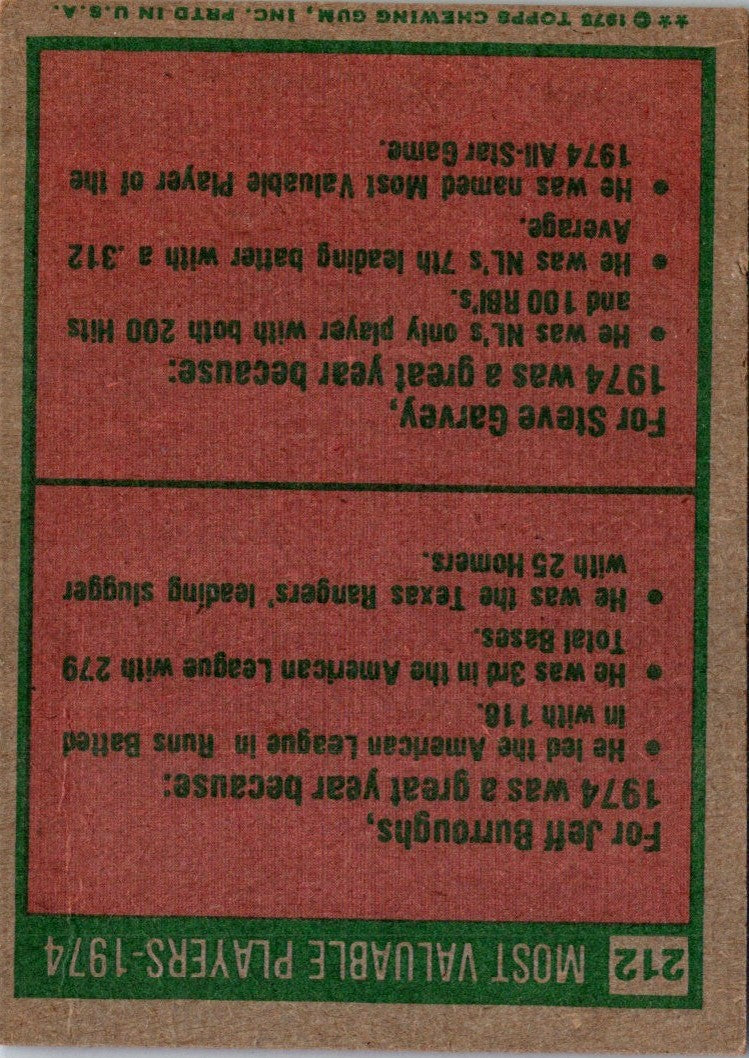 212 MOST VALUABLE PLAYERS-1974
For Jeff Burroughs,
1974 was a great year because:
• He led the American League in Runs Batted
in with 118.
• He was 3rd in the American League with 279
Total Bases.
• He was the Texas Rangers' leading slugger
with 25 Homers.
For Steve Garvey,
1974 was a great year because:
• He was NL's only player with both 200 Hits
and 100 RBI's.
• He was NL's 7th leading batter with a .312
Average.
• He was named Most Valuable Player of the
1974 All-Star Game.
★★ © 1975 TOPPS CHEWING GUM, INC. PRTD IN U.S.A.